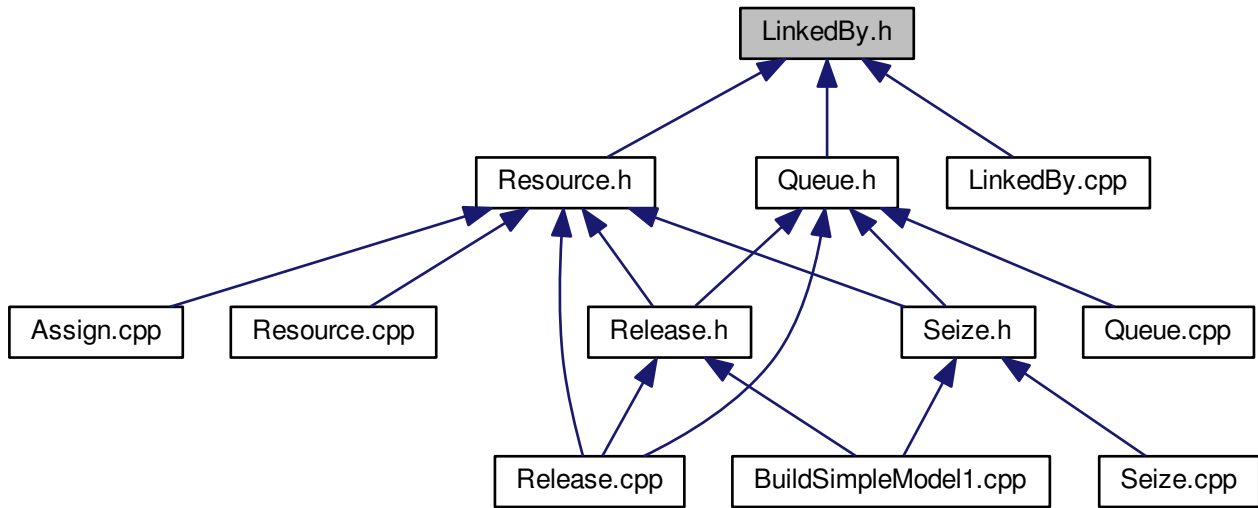 LinkedBy.h
Resource.h
Queue.h
LinkedBy.cpp
Assign.cpp
Resource.cpp
Release.h
Seize.h
Queue.cpp
Release.cpp
BuildSimpleModel1.cpp
Seize.cpp